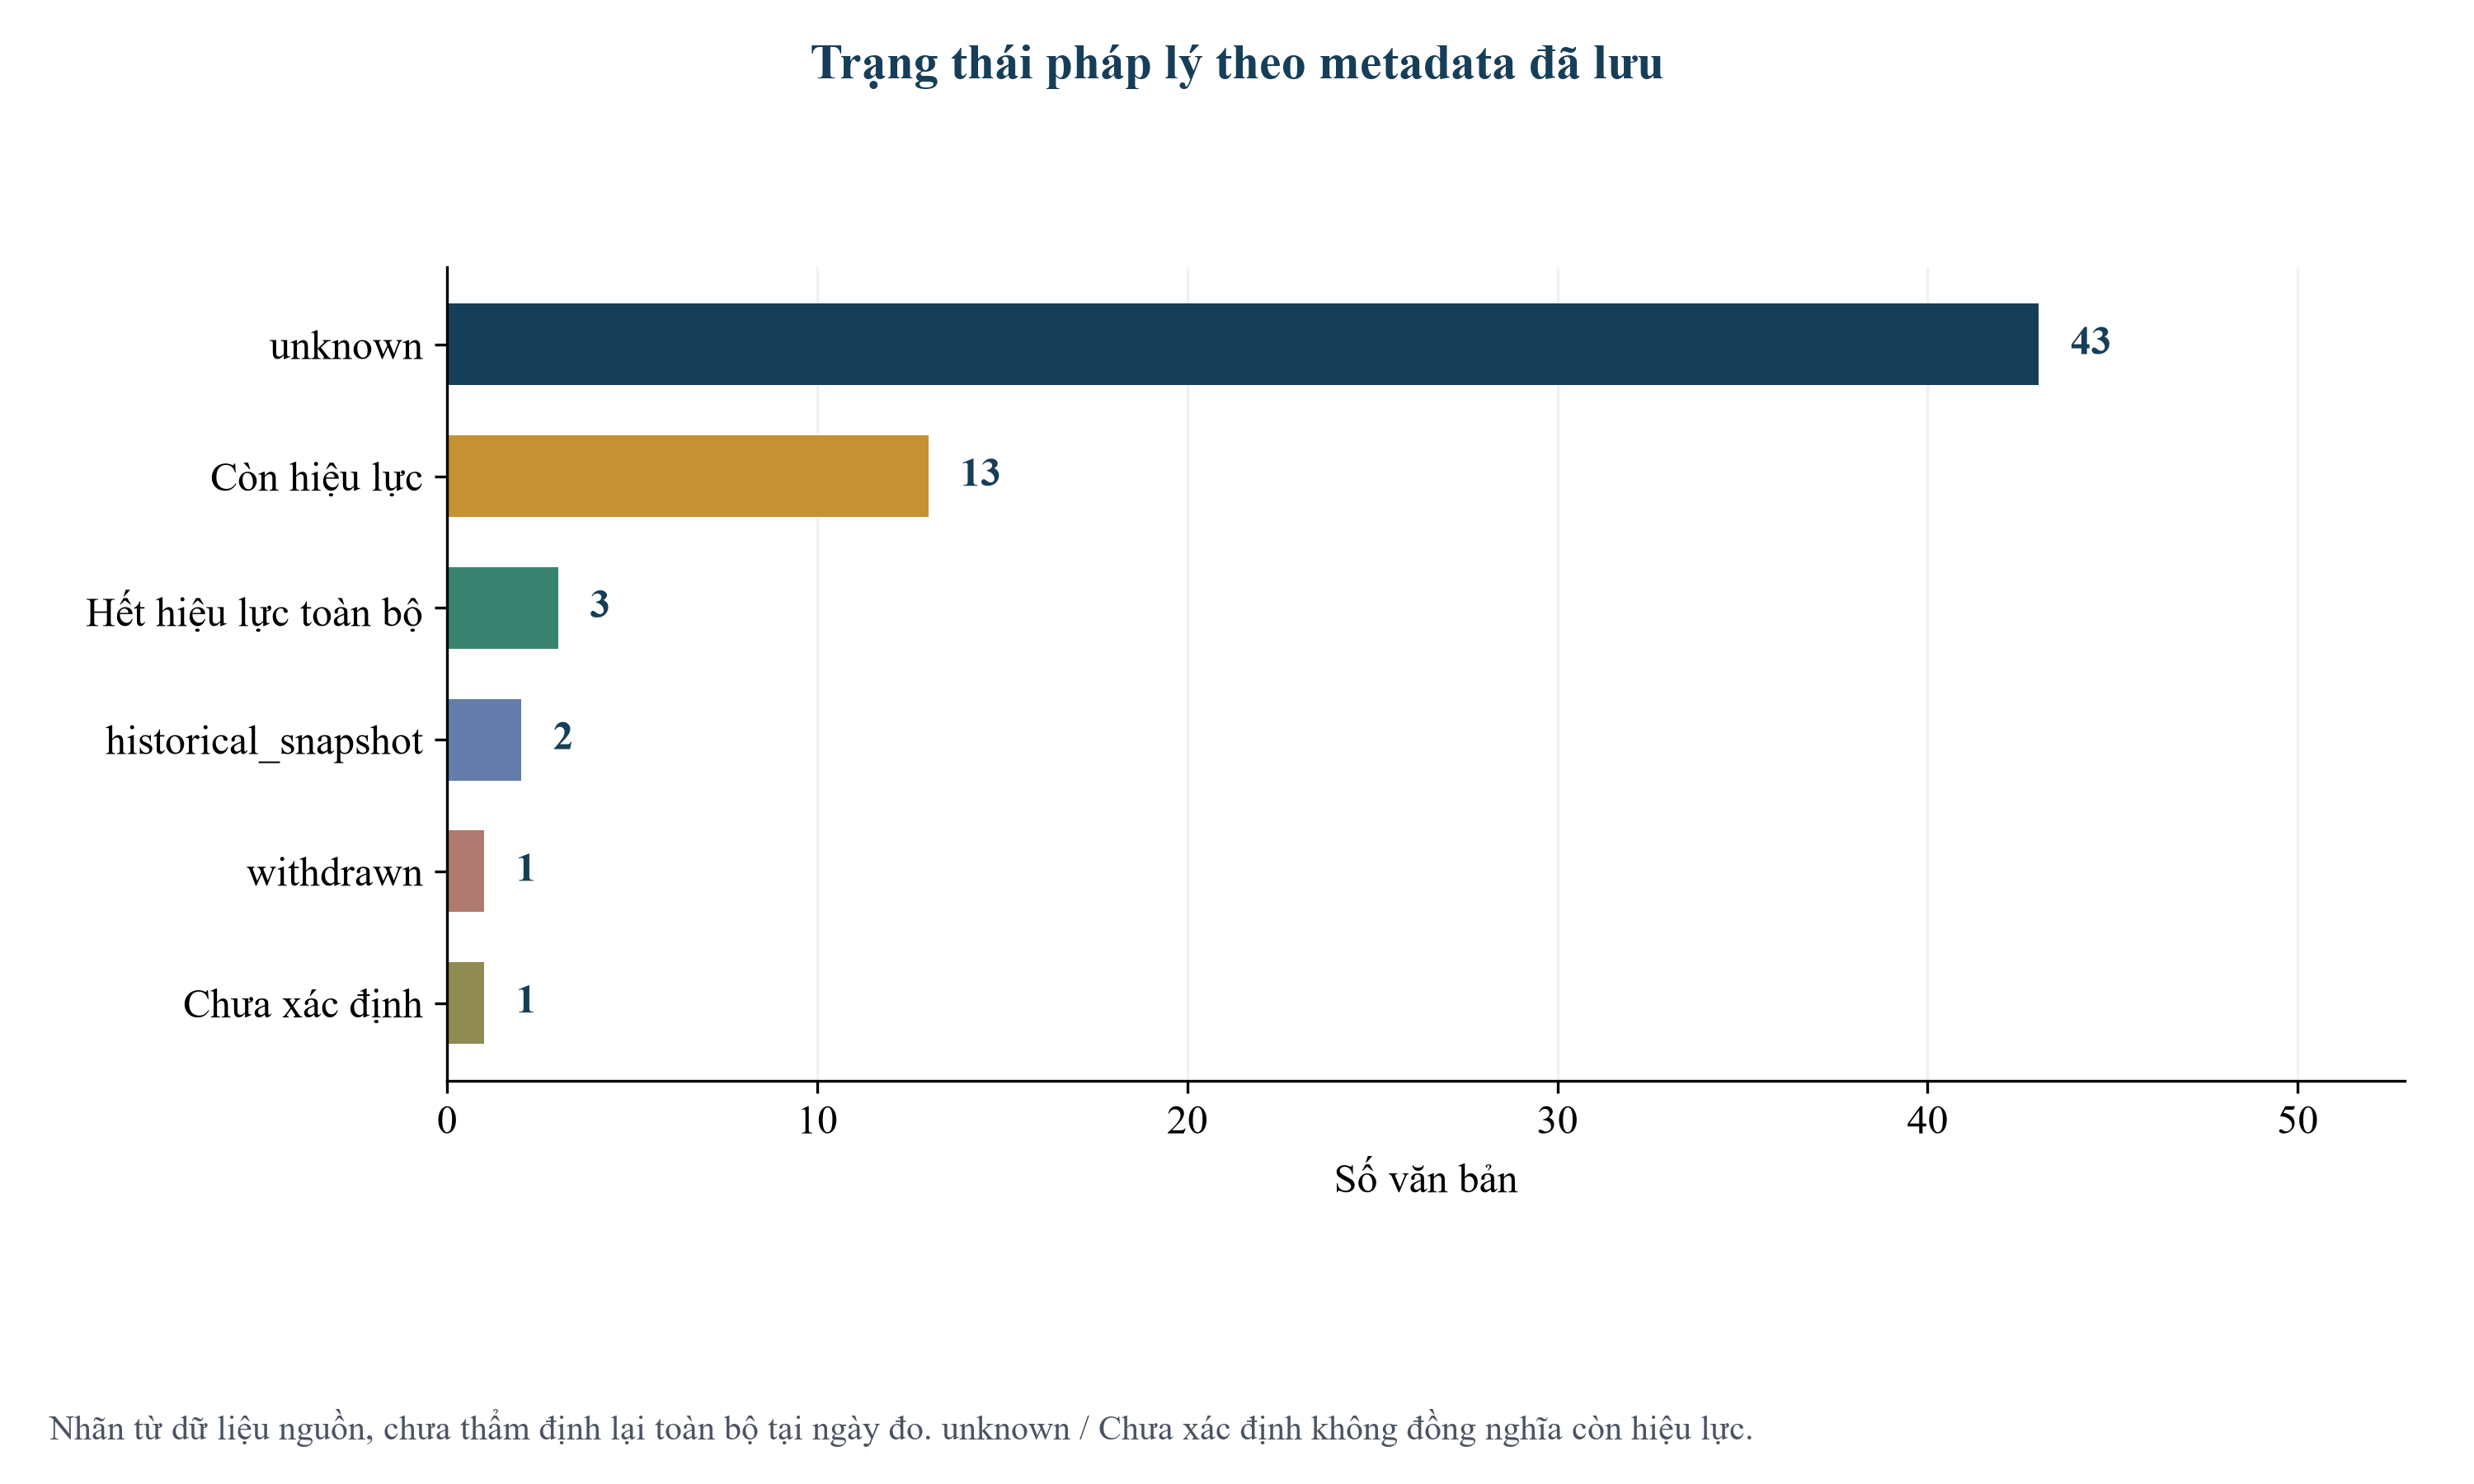 Trạng thái pháp lý theo metadata đã lưu
unknown 43
Còn hiệu lực 13
Hết hiệu lực toàn bộ 3
historical_snapshot 2
withdrawn 1
Chưa xác định 1
0 10 20 30 40 50
Số văn bản
Nhãn từ dữ liệu nguồn, chưa thẩm định lại toàn bộ tại ngày đo. unknown / Chưa xác định không đồng nghĩa còn hiệu lực.